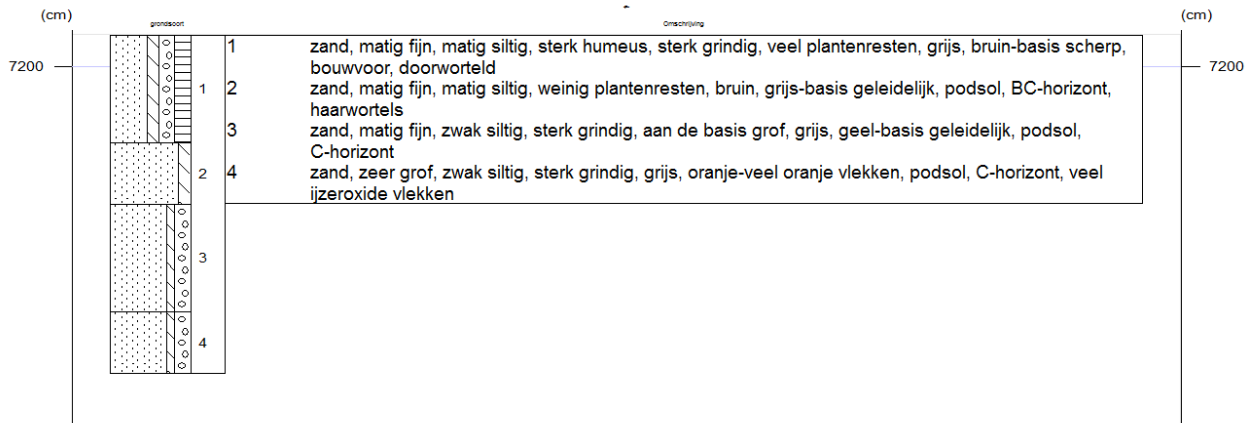 (cm)
(cm)
grondsoort
Omschrijving
7200
7200
1 zand, matig fijn, matig siltig, sterk humeus, sterk grindig, veel plantenresten, grijs, bruin-basis scherp,
bouwvoor, doorworteld
2 zand, matig fijn, matig siltig, weinig plantenresten, bruin, grijs-basis geleidelijk, podsol, BC-horizont,
haarwortels
3 zand, matig fijn, zwak siltig, sterk grindig, aan de basis grof, grijs, geel-basis geleidelijk, podsol,
C-horizont
4 zand, zeer grof, zwak siltig, sterk grindig, grijs, oranje-veel oranje vlekken, podsol, C-horizont, veel
ijzeroxide vlekken
1
2
3
4